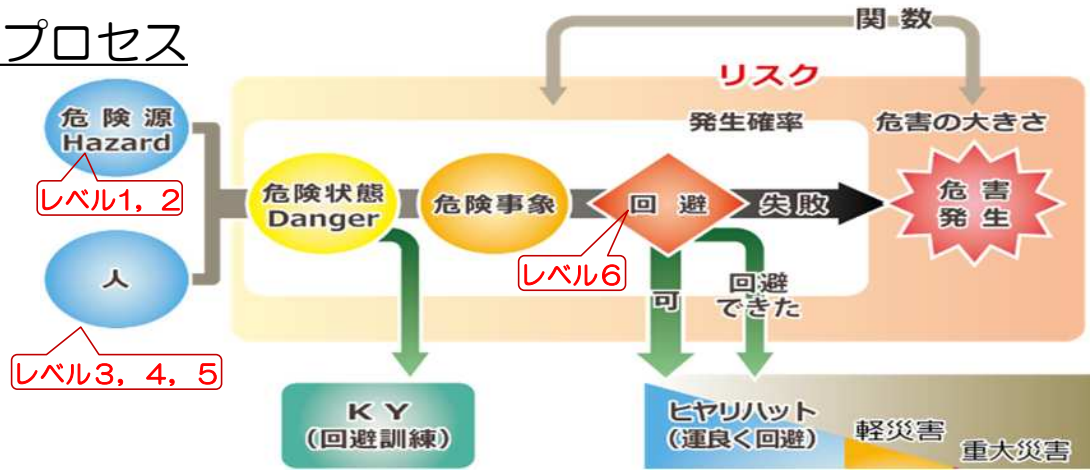 プロセス
関数
リスク
発生確率
危害の大きさ
危険源
Hazard
レベル1, 2
人
レベル3, 4, 5
危険状態
Danger
危険事象
回避
レベル6
失敗
危害
発生
可
回避
できた
KY
(回避訓練)
ヒヤリハット
(運良く回避)
軽災害
重大災害